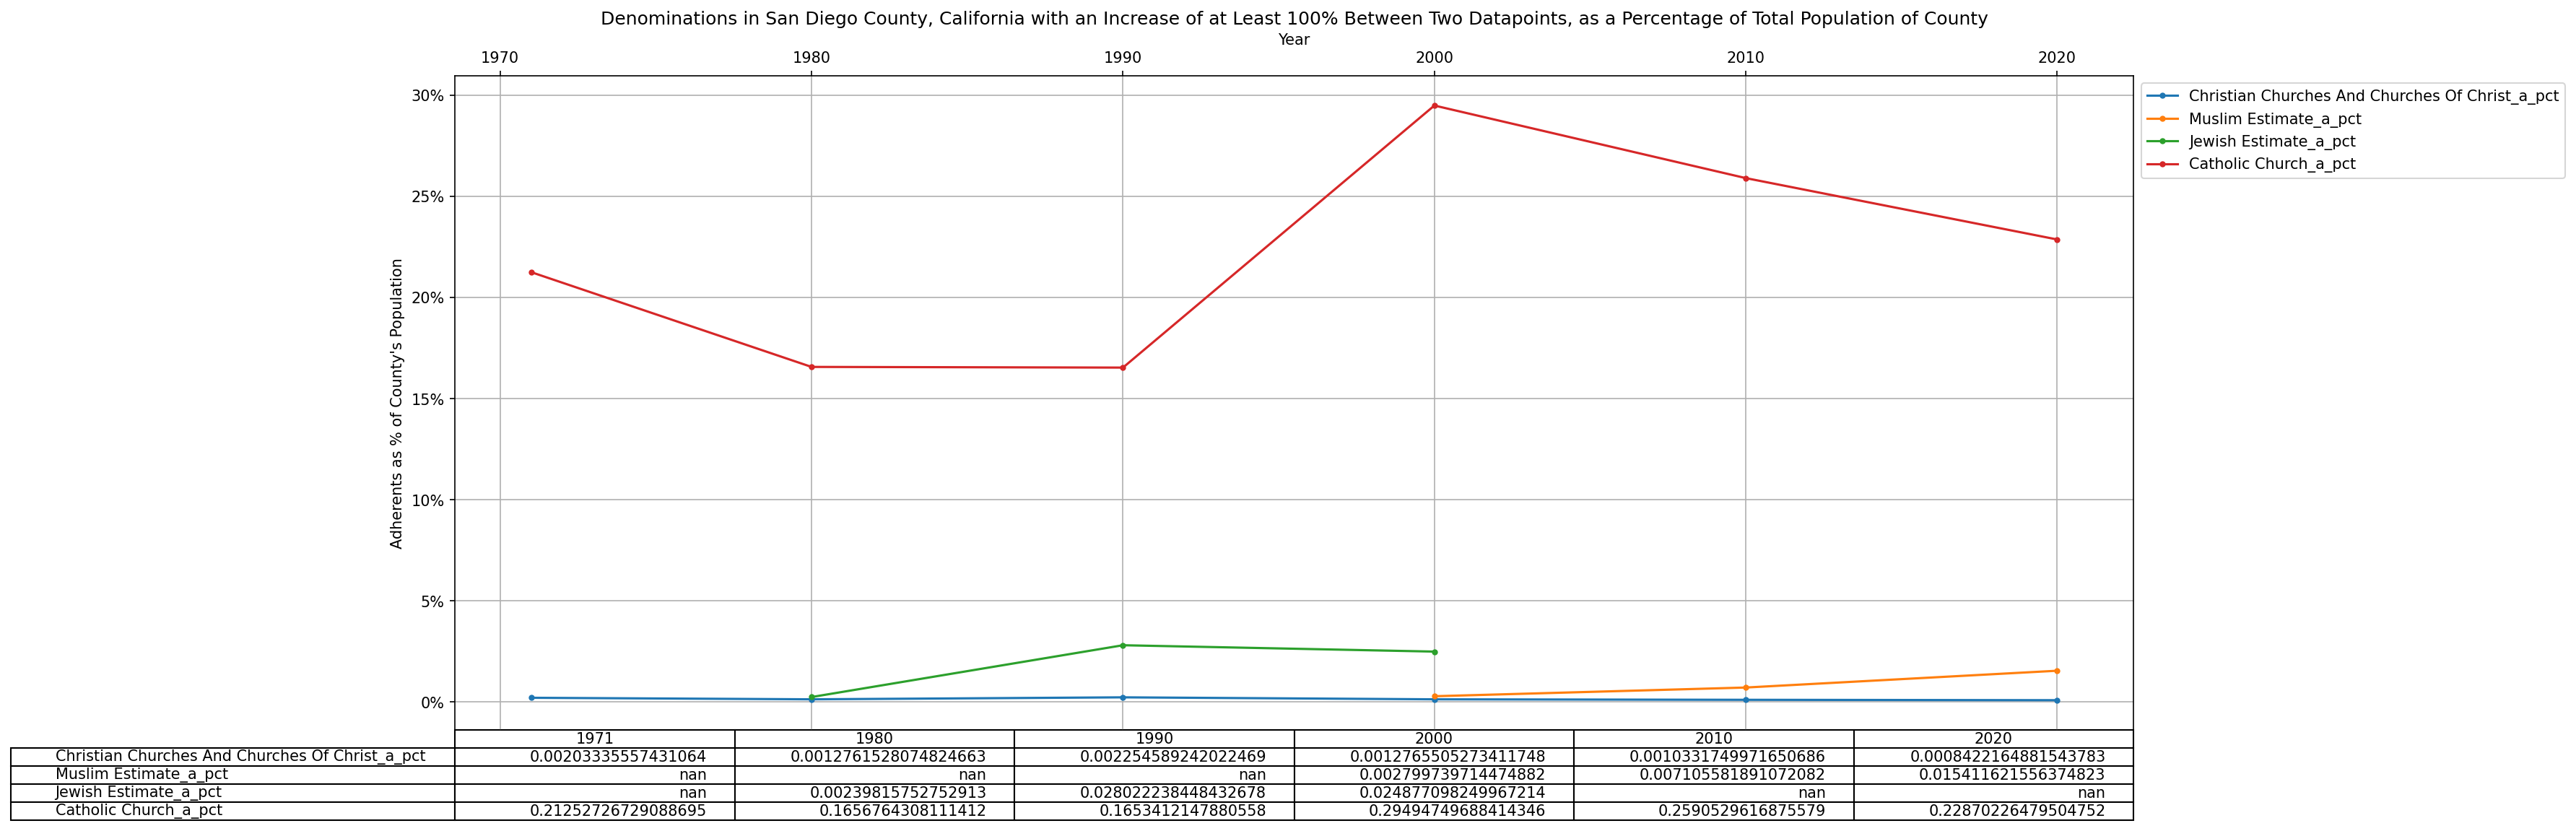 Denominations in San Diego County, California with an Increase of at Least 100% Between Two Datapoints, as a Percentage of Total Population of County
Year
1970 1980 1990 2000 2010 2020
30%
25%
20%
15%
10%
5%
0%
Adherents as % of County's Population
Christian Churches And Churches Of Christ_a_pct
Muslim Estimate_a_pct
Jewish Estimate_a_pct
Catholic Church_a_pct
1971 1980 1990 2000 2010 2020
Christian Churches And Churches Of Christ_a_pct 0.00203335557431064 0.0012761528074824663 0.002254589242022469 0.0012765505273411748 0.0010331749971650686 0.0008422164881543783
Muslim Estimate_a_pct nan nan nan 0.002799739714474882 0.007105581891072082 0.015411621556374823
Jewish Estimate_a_pct nan 0.00239815752752913 0.028022238448432678 0.024877098249967214 nan nan
Catholic Church_a_pct 0.21252726729088695 0.1656764308111412 0.1653412147880558 0.294494749688414346 0.2590529616875579 0.22870226479504752